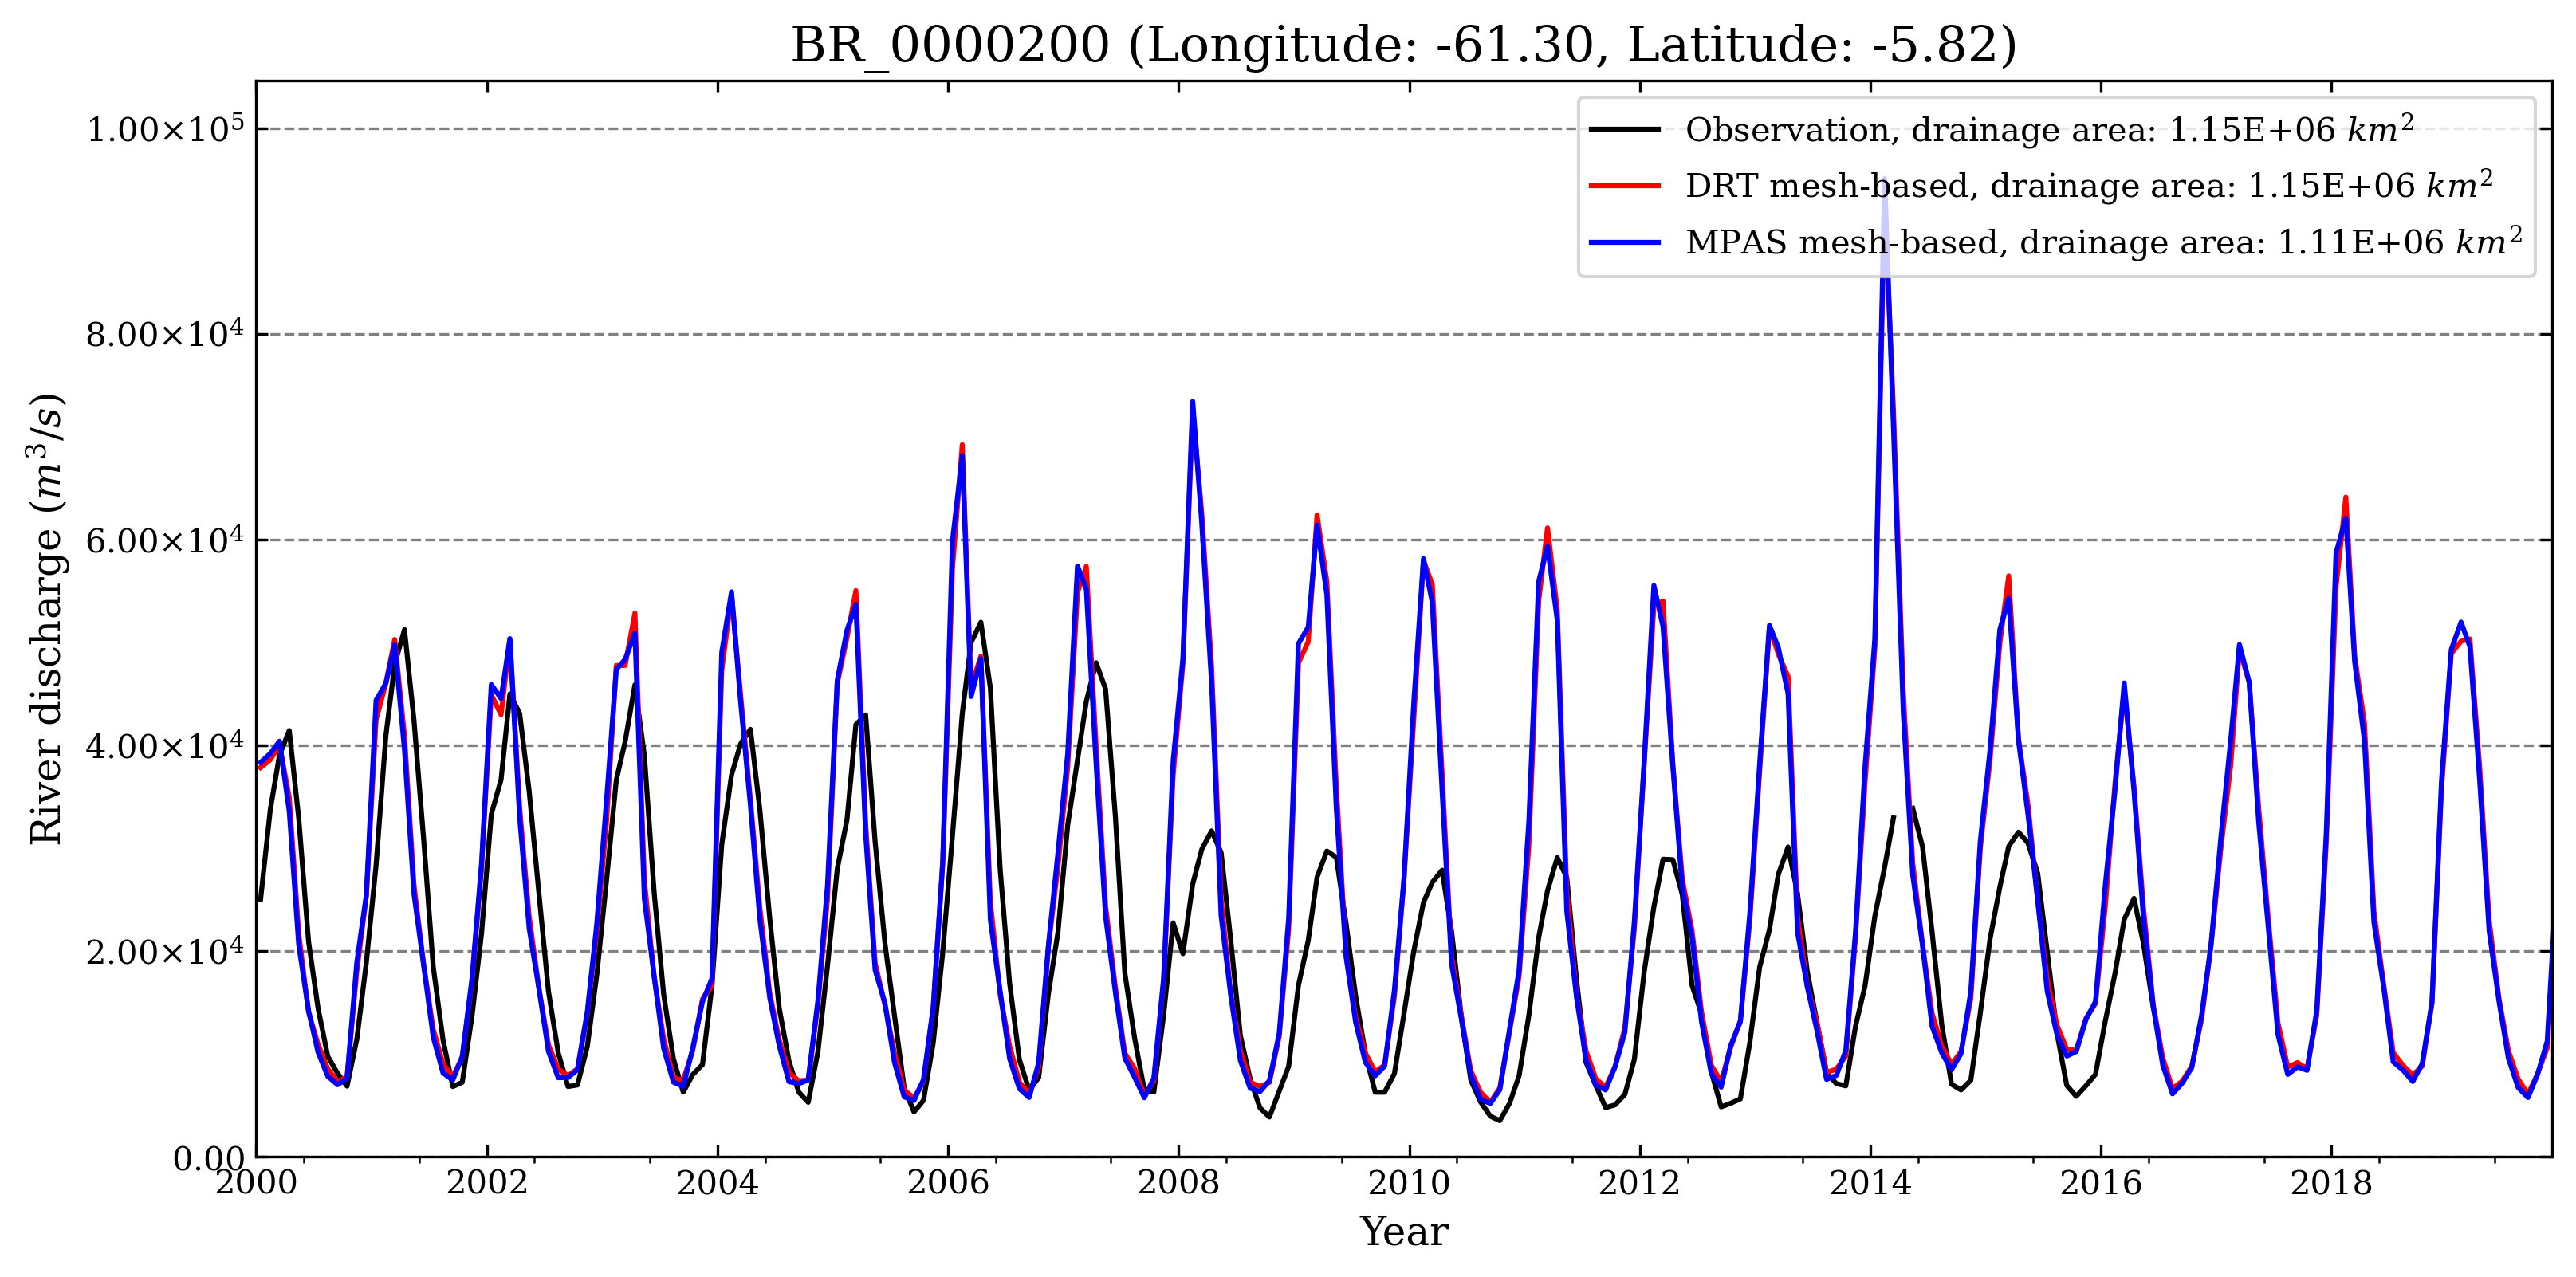 BR_0000200 (Longitude: -61.30, Latitude: -5.82)
Observation, drainage area: 1.15E+06 km²
DRT mesh-based, drainage area: 1.15E+06 km²
MPAS mesh-based, drainage area: 1.11E+06 km²
River discharge (m³/s)
1.00×10⁵
8.00×10⁴
6.00×10⁴
4.00×10⁴
2.00×10⁴
0.00
2000 2002 2004 2006 2008 2010 2012 2014 2016 2018
Year